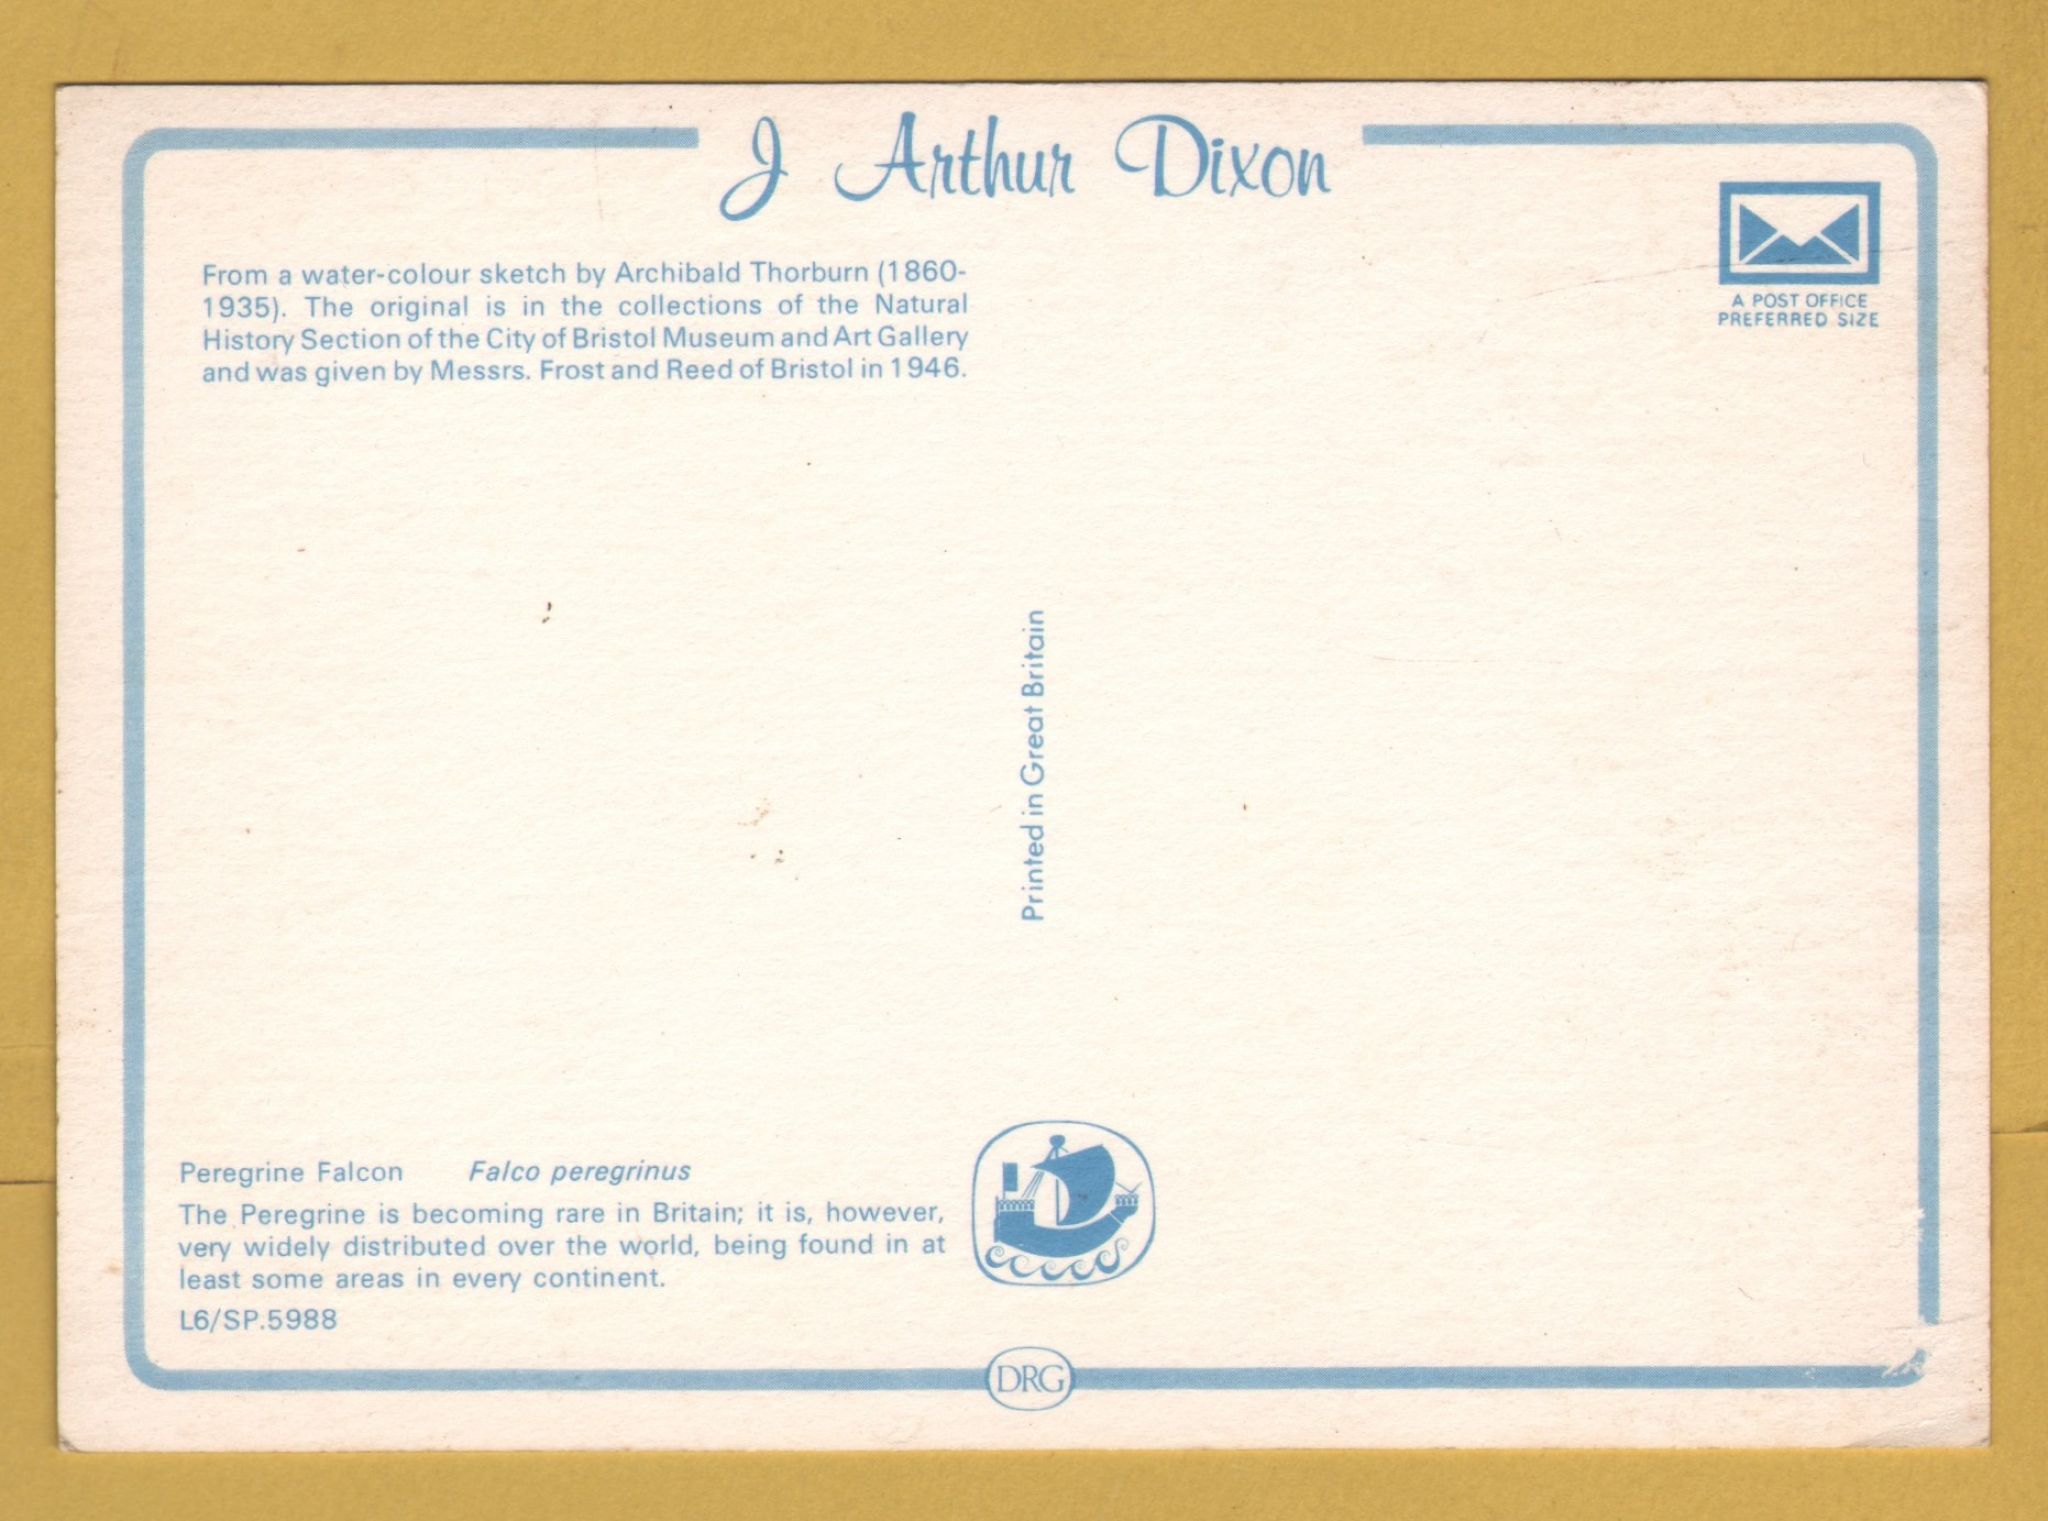 J Arthur Dixon
From a water-colour sketch by Archibald Thorburn (1860-
1935). The original is in the collections of the Natural
History Section of the City of Bristol Museum and Art Gallery
and was given by Messrs. Frost and Reed of Bristol in 1946.
A POST OFFICE
PREFERRED SIZE
Printed in Great Britain
Peregrine Falcon Falco peregrinus
The Peregrine is becoming rare in Britain; it is, however,
very widely distributed over the world, being found in at
least some areas in every continent.
L6/SP.5988
DRG